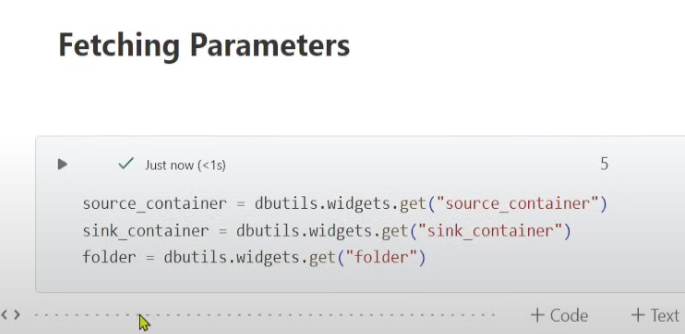 Fetching Parameters
Just now (<1s)
5
source_container = dbutils.widgets.get("source_container")
sink_container = dbutils.widgets.get("sink_container")
folder = dbutils.widgets.get("folder")
+ Code
+ Text